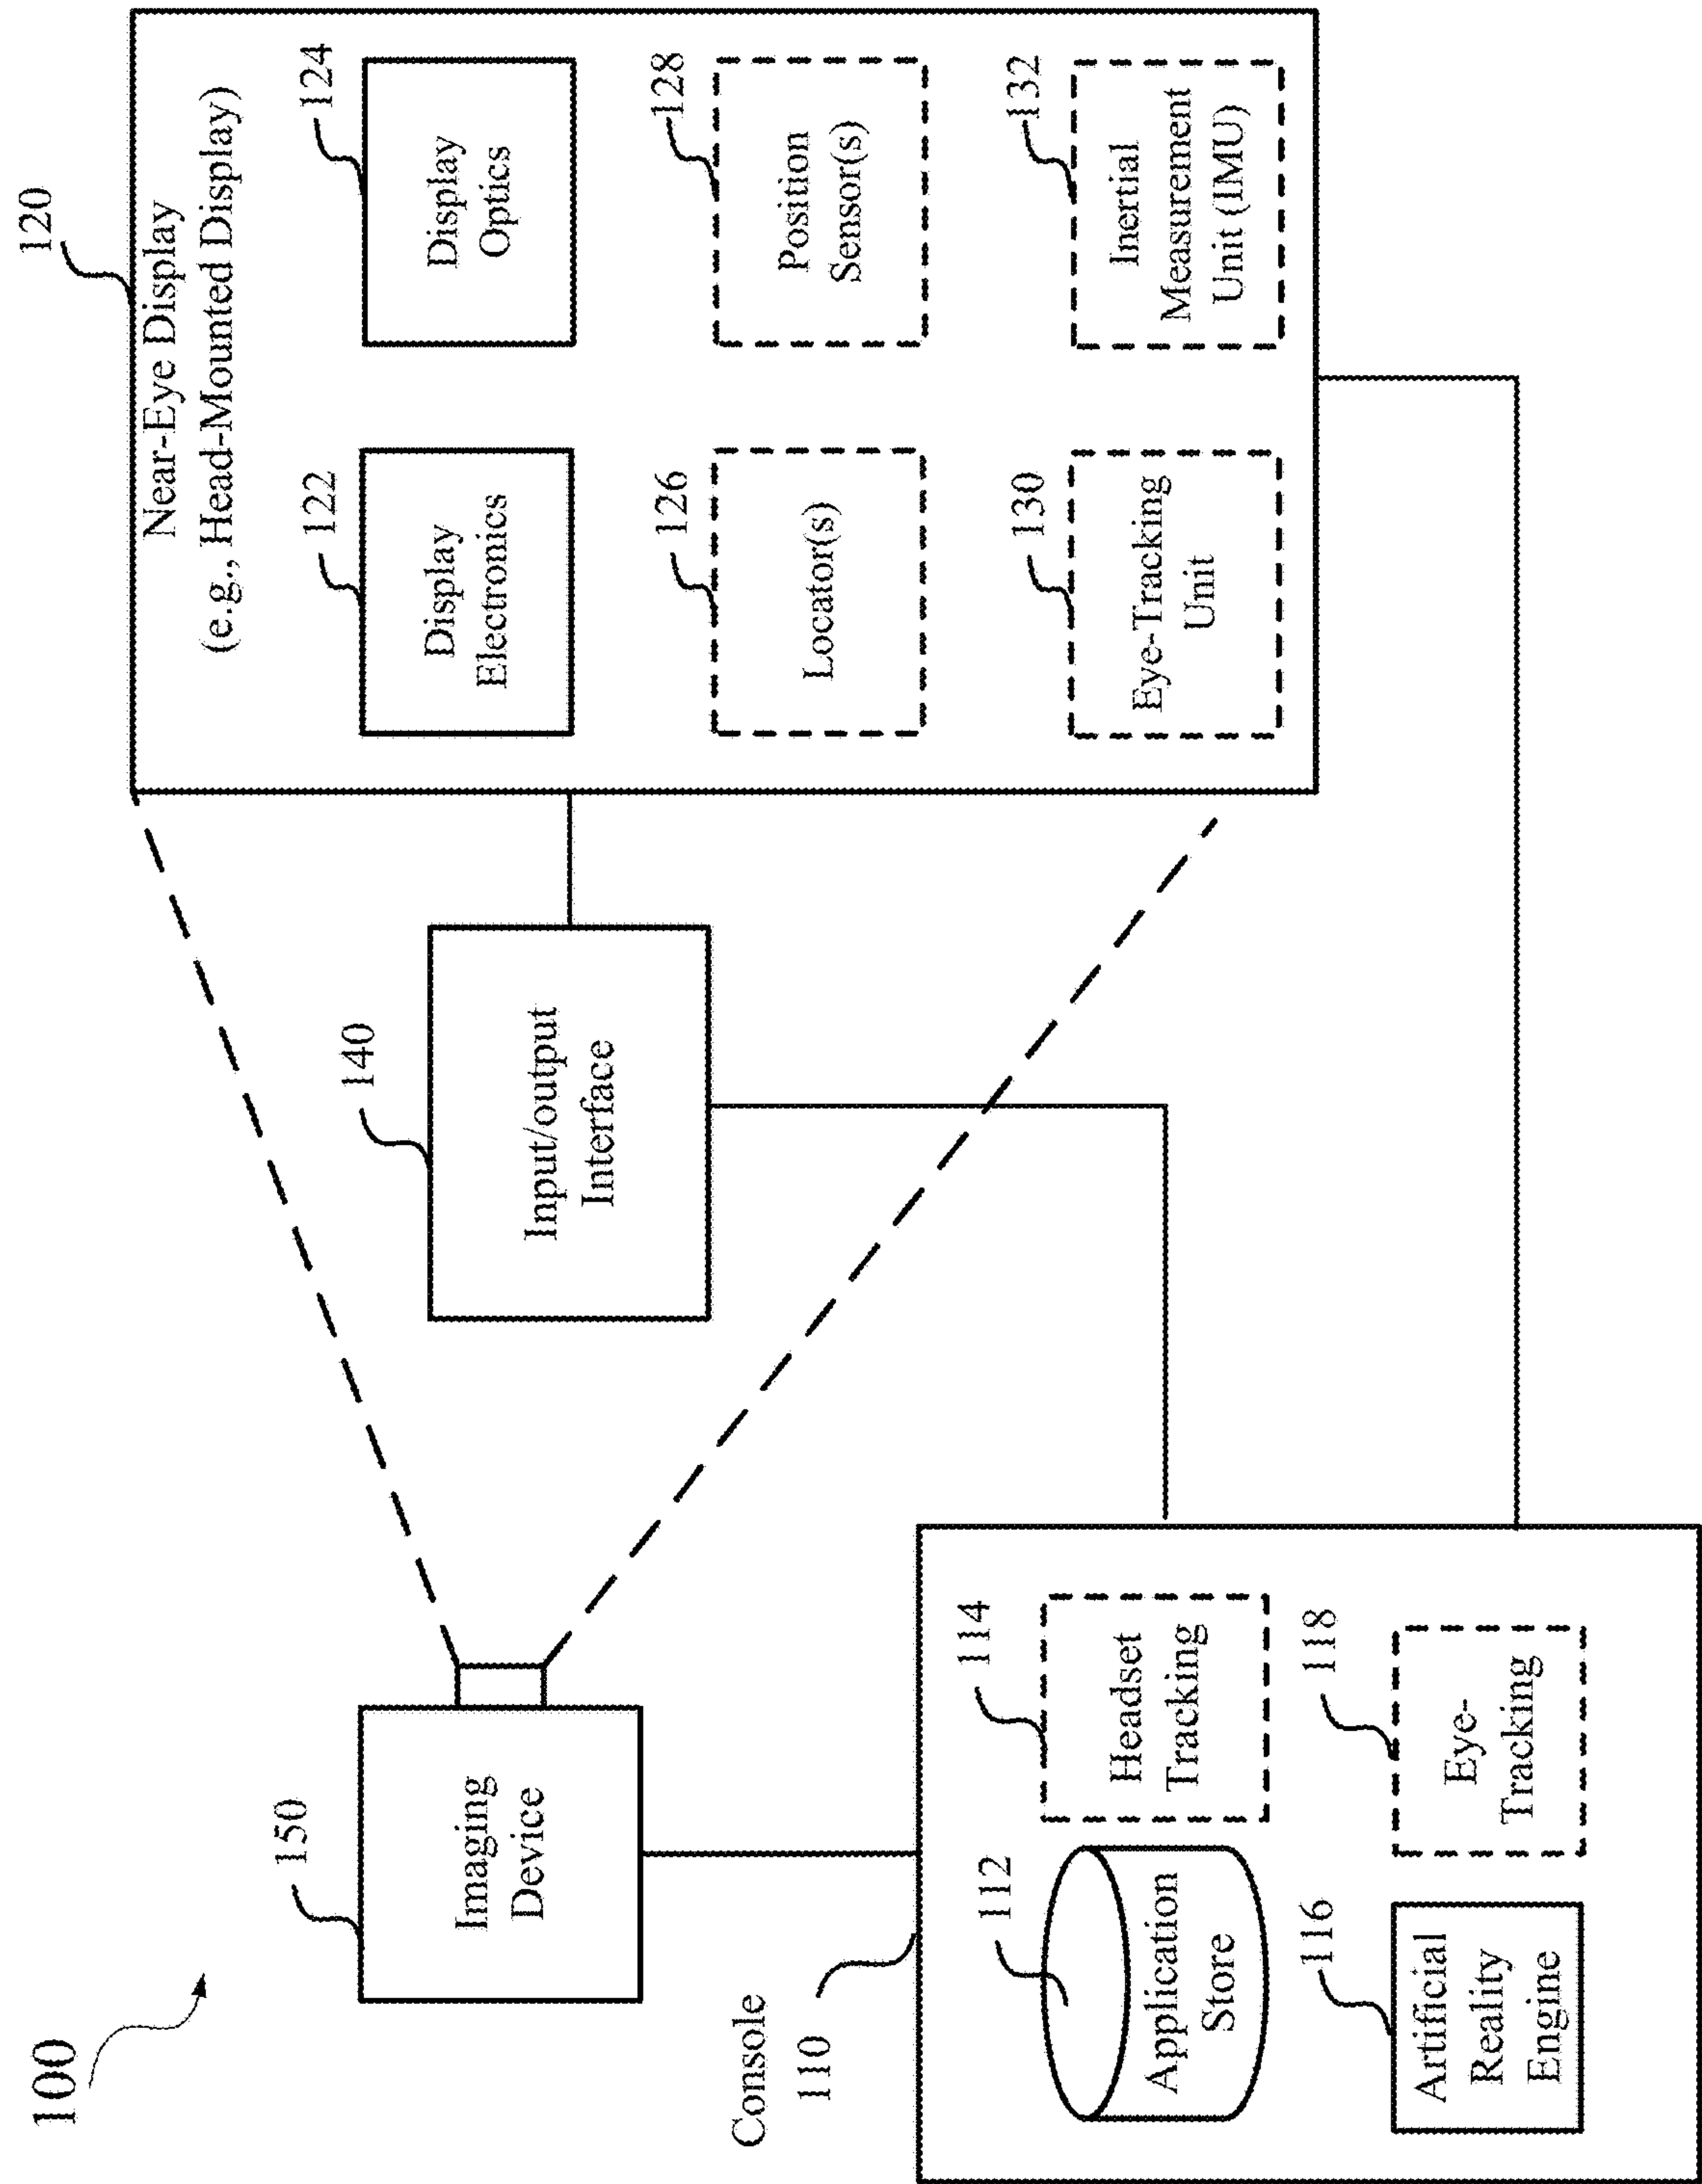 100
150
Imaging
Device
140
Input/output
Interface
120
Near-Eye Display
(e.g., Head-Mounted Display)
122
Display
Electronics
124
Display
Optics
126
Locator(s)
128
Position
Sensor(s)
130
Eye-Tracking
Unit
132
Inertial
Measurement
Unit (IMU)
Console
110
112
Application
Store
114
Headset
Tracking
116
Artificial
Reality
Engine
118
Eye-
Tracking